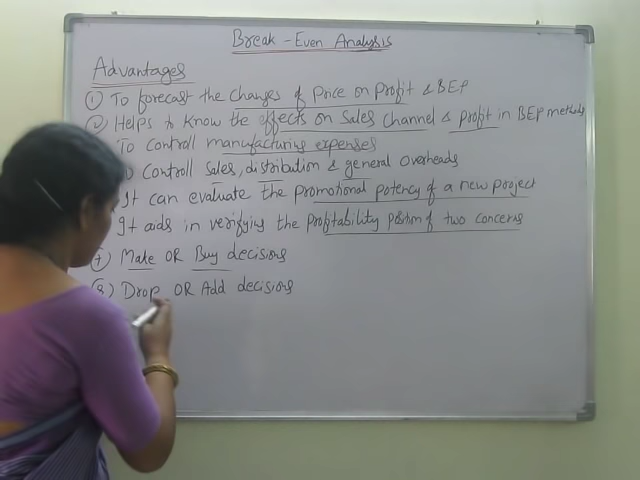 Break - Even Analysis
Advantages
① To forecast the changes of Price on Profit & BEP
② Helps to know the effects on Sales channel & Profit in BEP methods
To Controll manufacturing expenses
Controll Sales, distribution & general Overheads
It can evaluate the promotional potency of a new project
It aids in verifying the profitability position of two concerns
⑦ Make OR Buy decisions
⑧ Drop OR Add decisions